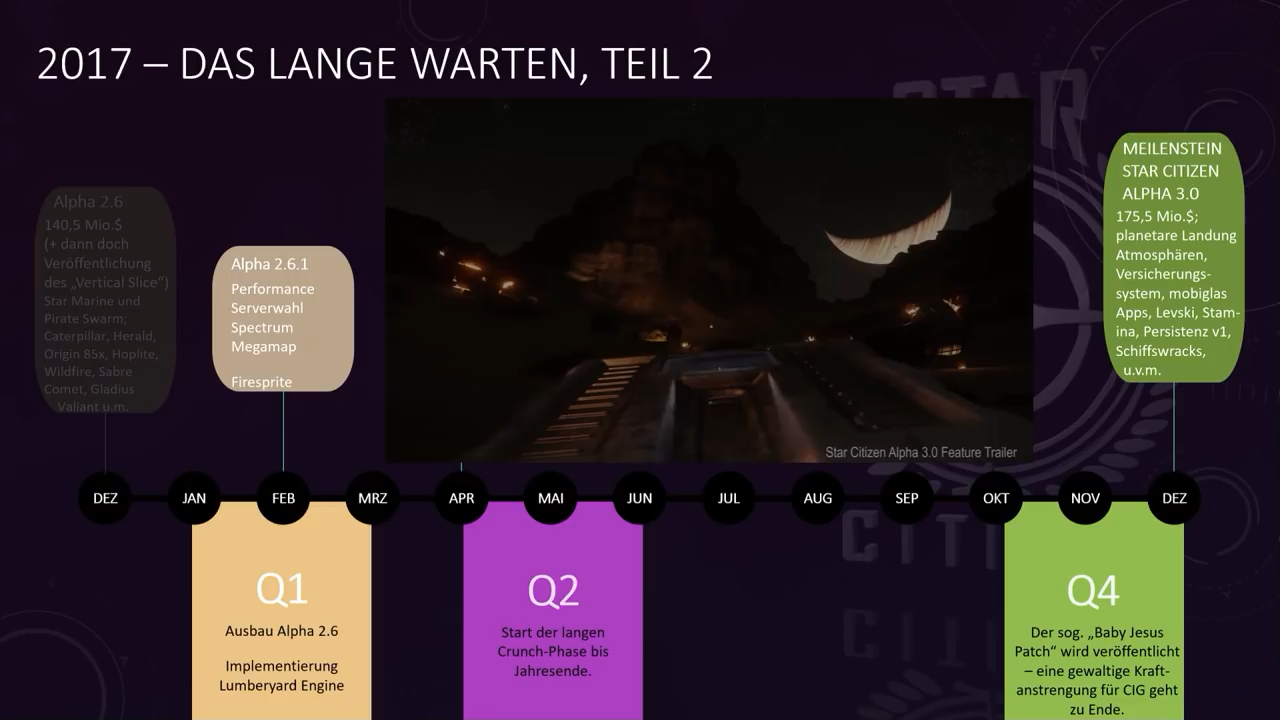 2017 – DAS LANGE WARTEN, TEIL 2
STAR
Alpha 2.6
140,5 Mio.$
(+ dann doch
Veröffentlichung
des „Vertical Slice“)
Star Marine und
Pirate Swarm;
Caterpillar, Herald,
Origin 85x, Hoplite,
Wildfire, Sabre
Comet, Gladius
Valiant u.m.
Alpha 2.6.1
Performance
Serverwahl
Spectrum
Megamap
Firesprite
Star Citizen Alpha 3.0 Feature Trailer
MEILENSTEIN
STAR CITIZEN
ALPHA 3.0
175,5 Mio.$;
planetare Landung
Atmosphären,
Versicherungs-
system, mobiglas
Apps, Levski, Stam-
ina, Persistenz v1,
Schiffswracks,
u.v.m.
DEZ JAN FEB MRZ APR MAI JUN JUL AUG SEP OKT NOV DEZ
Q1
Ausbau Alpha 2.6
Implementierung
Lumberyard Engine
Q2
Start der langen
Crunch-Phase bis
Jahresende.
Q4
Der sog. „Baby Jesus
Patch“ wird veröffentlicht
– eine gewaltige Kraft-
anstrengung für CIG geht
zu Ende.